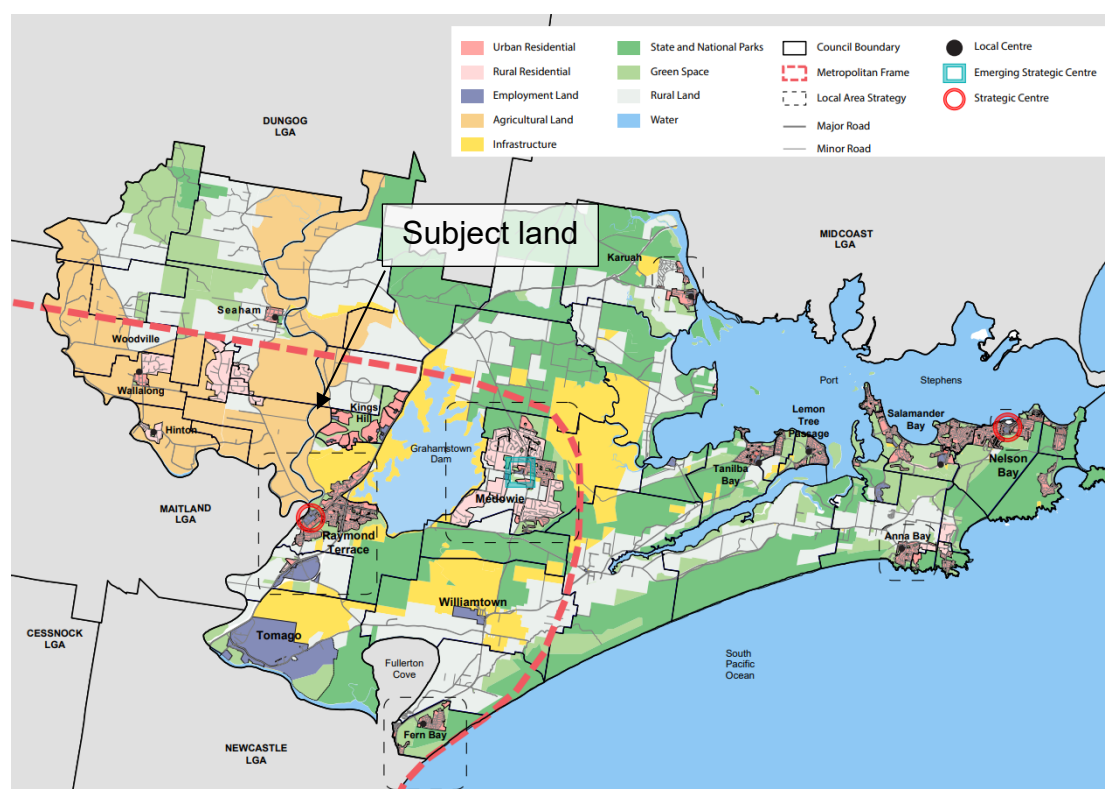 Urban Residential
Rural Residential
Employment Land
Agricultural Land
Infrastructure
State and National Parks
Green Space
Rural Land
Water
Council Boundary
Metropolitan Frame
Local Area Strategy
Major Road
Minor Road
Local Centre
Emerging Strategic Centre
Strategic Centre
DUNGOG
LGA
Subject land
MIDCOAST
LGA
Karuah
Seaham
Woodville
Wallalong
Hinton
Kings
Hill
Grahamstown
Dam
Medowie
Port
Stephens
Lemon
Tree
Passage
Salamander
Bay
Nelson
Bay
Tanilba
Bay
Anna Bay
MAITLAND
LGA
Raymond
Terrace
Williamtown
Tomago
CESSNOCK
LGA
Fullerton
Cove
South
Pacific
Ocean
Fern Bay
NEWCASTLE
LGA